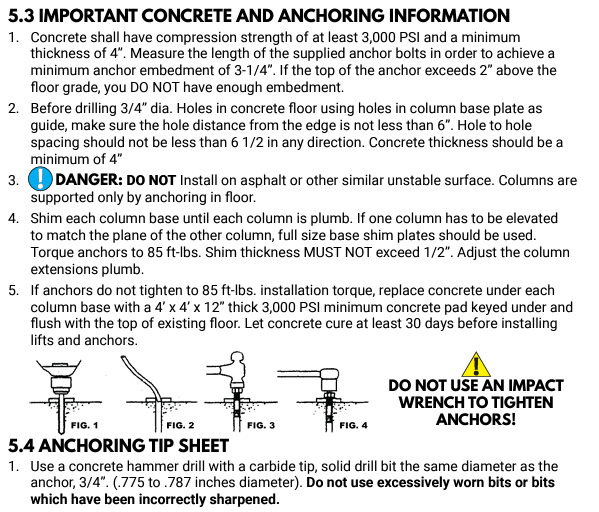 5.3 IMPORTANT CONCRETE AND ANCHORING INFORMATION
1. Concrete shall have compression strength of at least 3,000 PSI and a minimum
thickness of 4”. Measure the length of the supplied anchor bolts in order to achieve a
minimum anchor embedment of 3-1/4”. If the top of the anchor exceeds 2” above the
floor grade, you DO NOT have enough embedment.
2. Before drilling 3/4” dia. Holes in concrete floor using holes in column base plate as
guide, make sure the hole distance from the edge is not less than 6”. Hole to hole
spacing should not be less than 6 1/2 in any direction. Concrete thickness should be a
minimum of 4”
3. ! DANGER: DO NOT Install on asphalt or other similar unstable surface. Columns are
supported only by anchoring in floor.
4. Shim each column base until each column is plumb. If one column has to be elevated
to match the plane of the other column, full size base shim plates should be used.
Torque anchors to 85 ft-lbs. Shim thickness MUST NOT exceed 1/2”. Adjust the column
extensions plumb.
5. If anchors do not tighten to 85 ft-lbs. installation torque, replace concrete under each
column base with a 4’ x 4’ x 12” thick 3,000 PSI minimum concrete pad keyed under and
flush with the top of existing floor. Let concrete cure at least 30 days before installing
lifts and anchors.
FIG. 1
FIG. 2
FIG. 3
FIG. 4
!
DO NOT USE AN IMPACT
WRENCH TO TIGHTEN
ANCHORS!
5.4 ANCHORING TIP SHEET
1. Use a concrete hammer drill with a carbide tip, solid drill bit the same diameter as the
anchor, 3/4”. (.775 to .787 inches diameter). Do not use excessively worn bits or bits
which have been incorrectly sharpened.